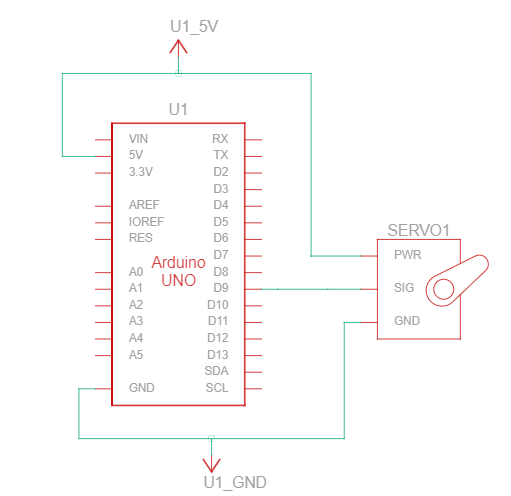 U1_5V
U1
VIN RX
5V TX
3.3V D2
D3
AREF D4
IOREF D5
RES D6
D7
A0 D8
A1 D9
A2 D10
A3 D11
A4 D12
A5 D13
SDA
GND SCL
Arduino
UNO
SERVO1
PWR
SIG
GND
U1_GND